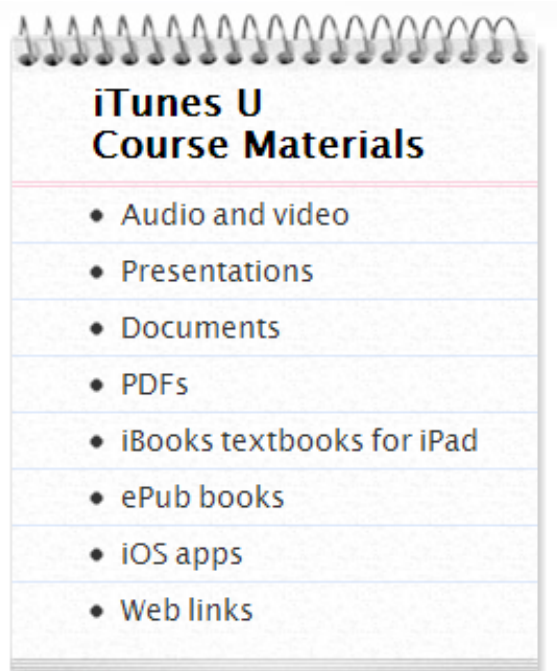 iTunes U
Course Materials
• Audio and video
• Presentations
• Documents
• PDFs
• iBooks textbooks for iPad
• ePub books
• iOS apps
• Web links